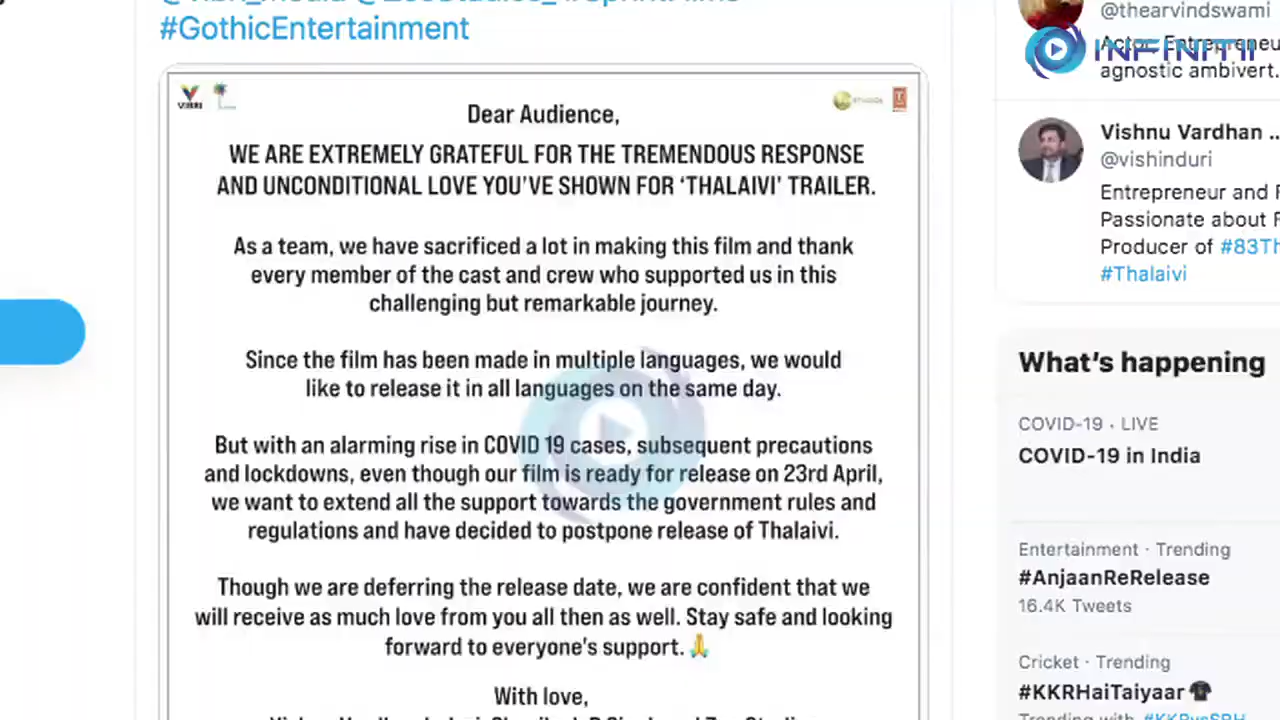 #GothicEntertainment
Dear Audience,
WE ARE EXTREMELY GRATEFUL FOR THE TREMENDOUS RESPONSE
AND UNCONDITIONAL LOVE YOU'VE SHOWN FOR 'THALAIVI' TRAILER.
As a team, we have sacrificed a lot in making this film and thank
every member of the cast and crew who supported us in this
challenging but remarkable journey.
Since the film has been made in multiple languages, we would
like to release it in all languages on the same day.
But with an alarming rise in COVID 19 cases, subsequent precautions
and lockdowns, even though our film is ready for release on 23rd April,
we want to extend all the support towards the government rules and
regulations and have decided to postpone release of Thalaivi.
Though we are deferring the release date, we are confident that we
will receive as much love from you all then as well. Stay safe and looking
forward to everyone's support.🙏
With love,
@thearvindswami
INFINITI
Actor, Entrepreneu
agnostic ambivert.
Vishnu Vardhan ..
@vishinduri
Entrepreneur and F
Passionate about F
Producer of #83Th
#Thalaivi
What's happening
COVID-19 · LIVE
COVID-19 in India
Entertainment · Trending
#AnjaanReRelease
16.4K Tweets
Cricket · Trending
#KKRHaiTaiyaar
Trending with #KKRvsSRH